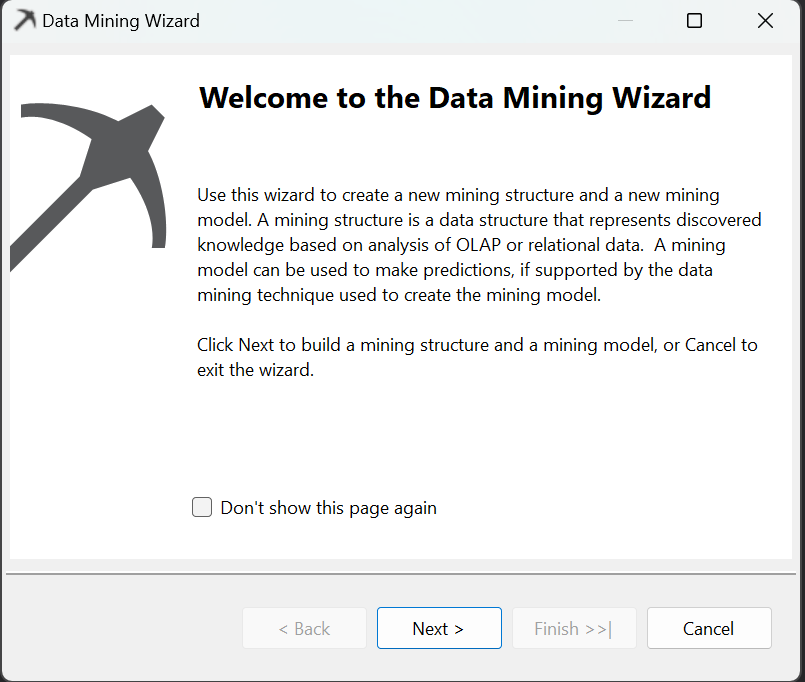 Data Mining Wizard
Welcome to the Data Mining Wizard
Use this wizard to create a new mining structure and a new mining
model. A mining structure is a data structure that represents discovered
knowledge based on analysis of OLAP or relational data.  A mining
model can be used to make predictions, if supported by the data
mining technique used to create the mining model.
Click Next to build a mining structure and a mining model, or Cancel to
exit the wizard.
Don't show this page again
< Back
Next >
Finish >>|
Cancel